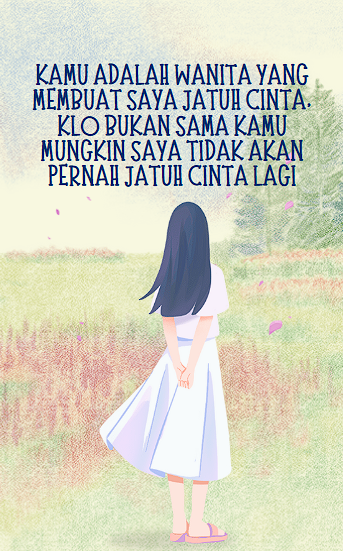 KAMU ADALAH WANITA YANG
MEMBUAT SAYA JATUH CINTA,
KLO BUKAN SAMA KAMU
MUNGKIN SAYA TIDAK AKAN
PERNAH JATUH CINTA LAGI